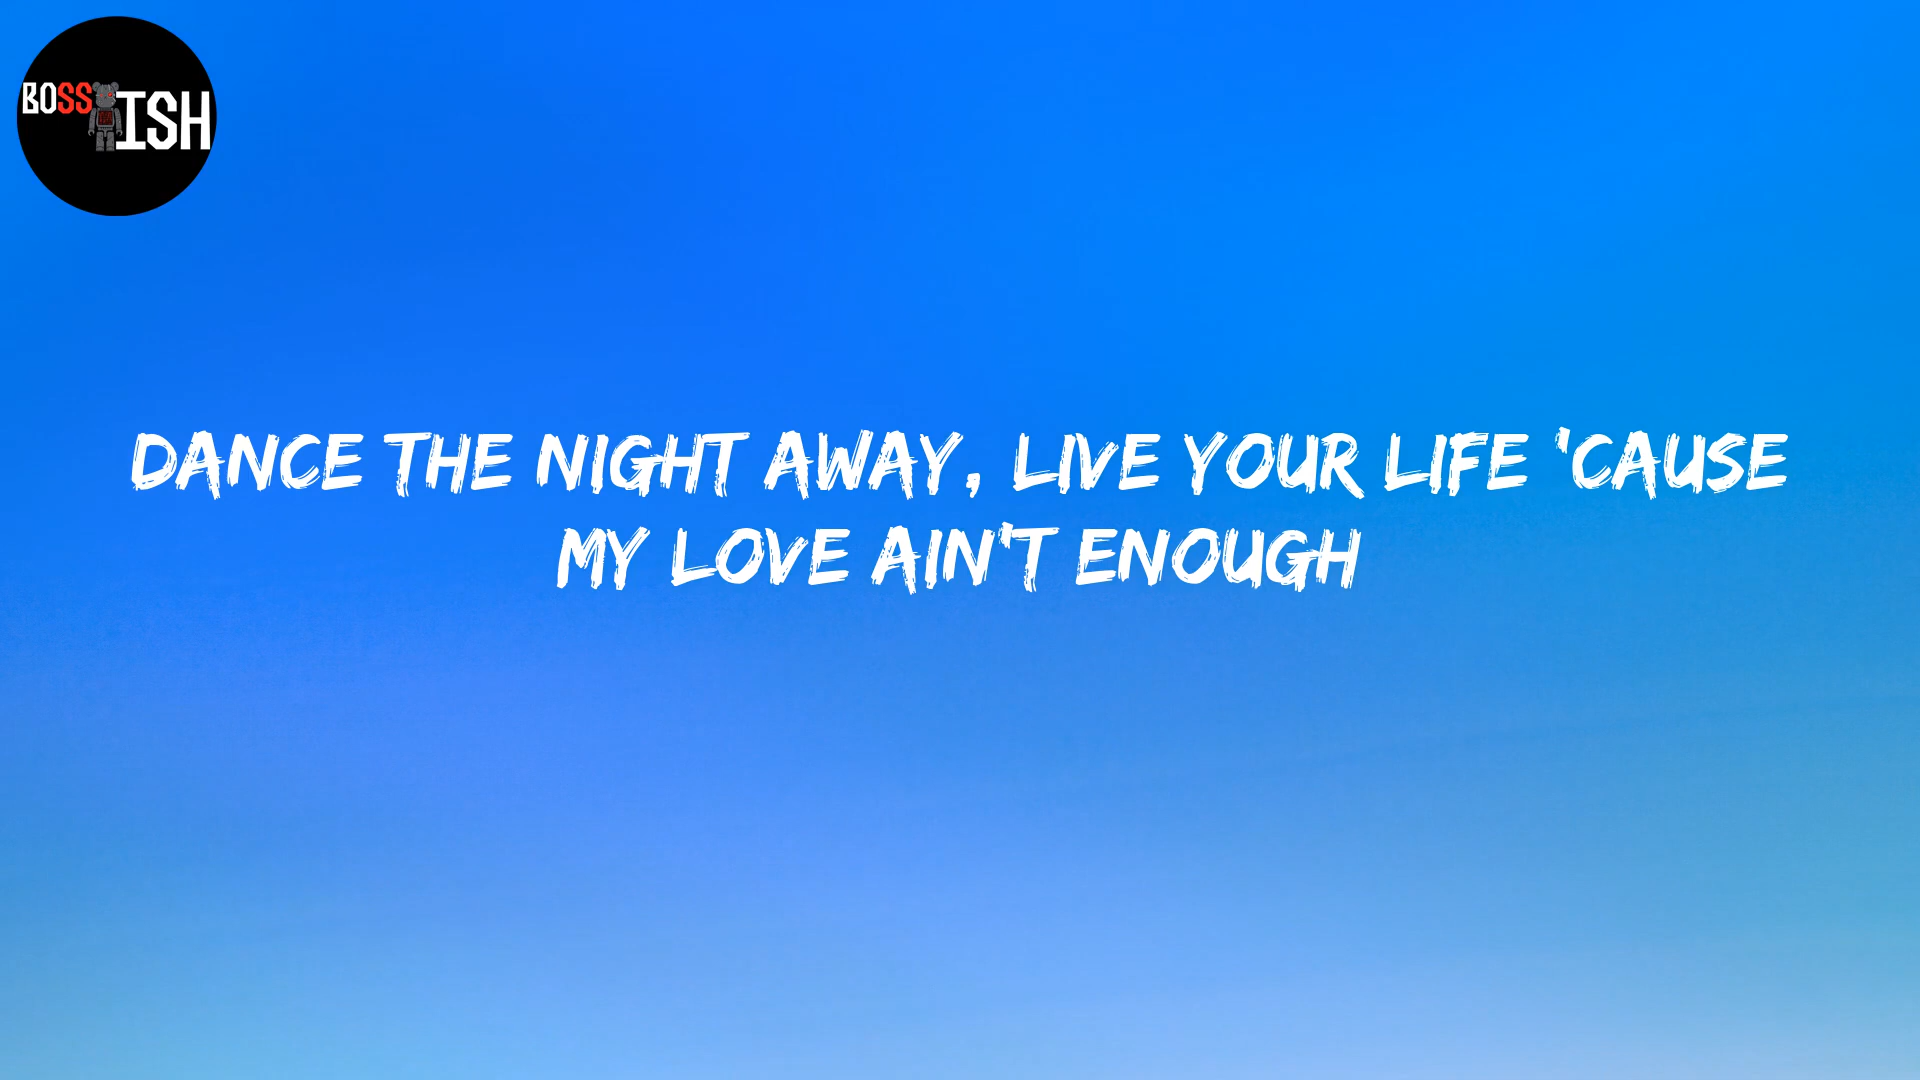 BOSS ISH
DANCE THE NIGHT AWAY, LIVE YOUR LIFE 'CAUSE
MY LOVE AIN'T ENOUGH